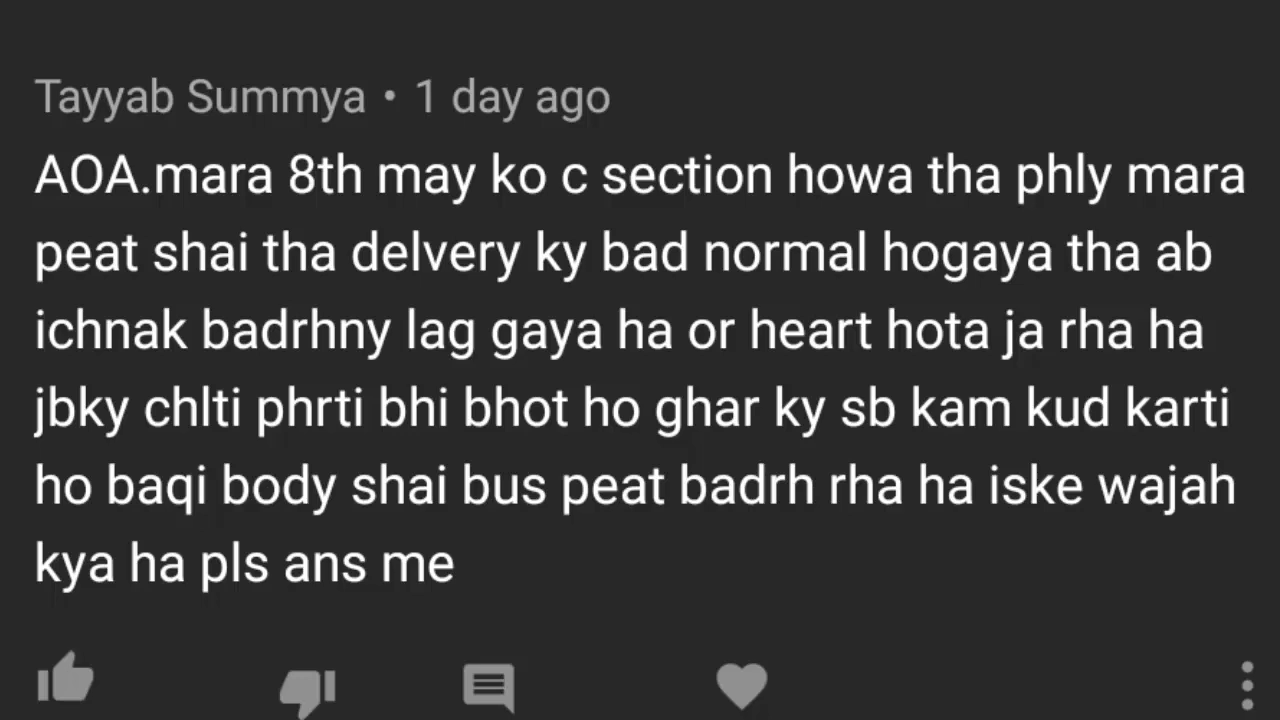 Tayyab Summya • 1 day ago
AOA.mara 8th may ko c section howa tha phly mara
peat shai tha delvery ky bad normal hogaya tha ab
ichnak badrhny lag gaya ha or heart hota ja rha ha
jbky chlti phrti bhi bhot ho ghar ky sb kam kud karti
ho baqi body shai bus peat badrh rha ha iske wajah
kya ha pls ans me